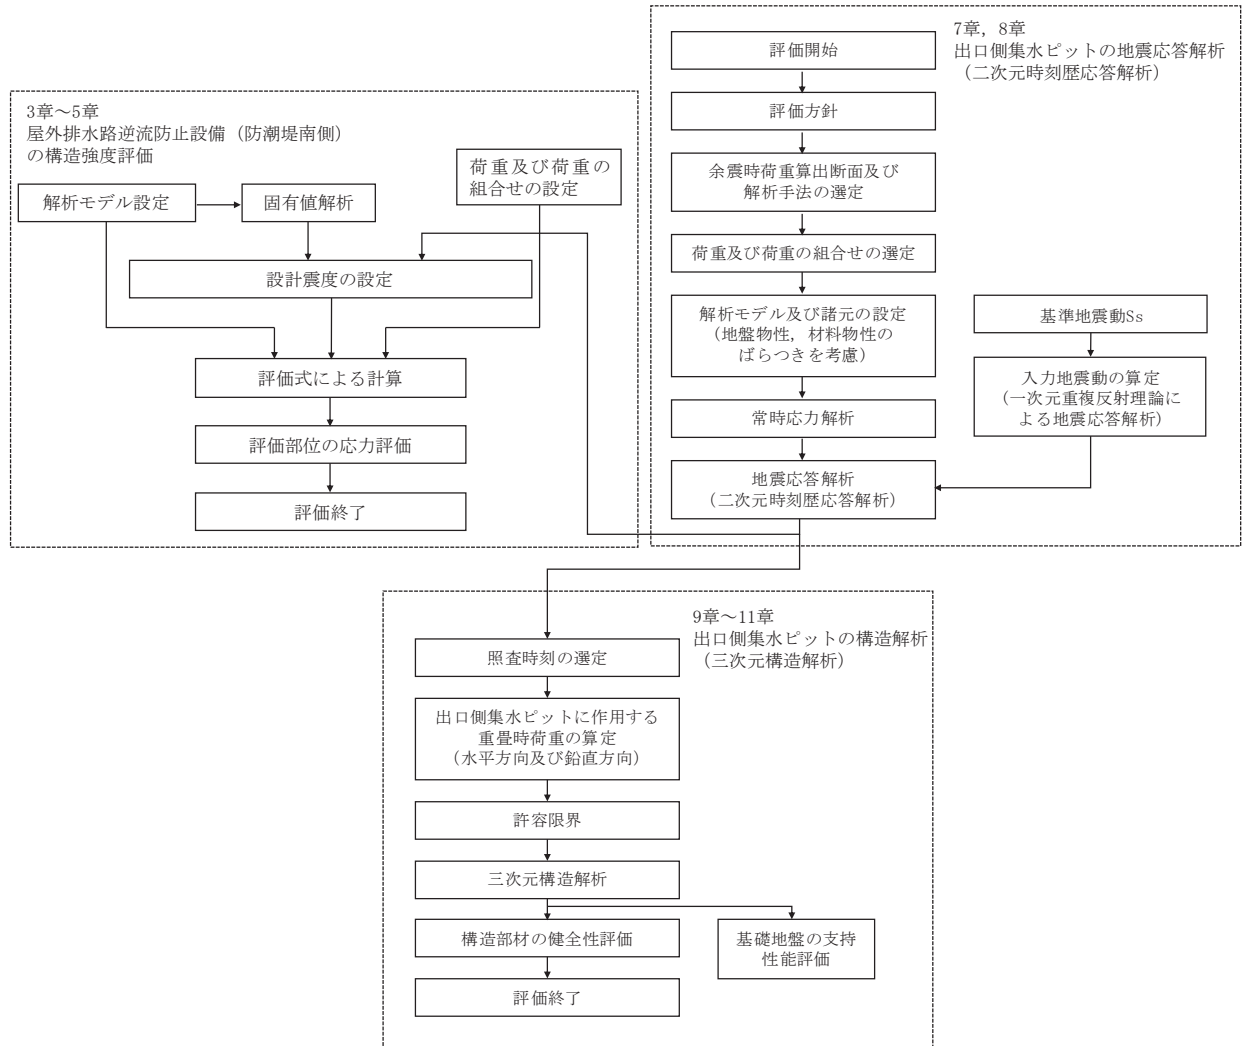 3章～5章
屋外排水路逆流防止設備（防潮堤南側）
の構造強度評価
荷重及び荷重の
組合せの設定
解析モデル設定
固有値解析
設計震度の設定
評価式による計算
評価部位の応力評価
評価終了
7章，8章
出口側集水ピットの地震応答解析
（二次元時刻歴応答解析）
評価開始
評価方針
余震時荷重算出断面及び
解析手法の選定
荷重及び荷重の組合せの選定
解析モデル及び諸元の設定
（地盤物性，材料物性の
ばらつきを考慮）
基準地震動Ss
入力地震動の算定
（一次元重複反射理論に
よる地震応答解析）
常時応力解析
地震応答解析
（二次元時刻歴応答解析）
9章～11章
出口側集水ピットの構造解析
（三次元構造解析）
照査時刻の選定
出口側集水ピットに作用する
重畳時荷重の算定
（水平方向及び鉛直方向）
許容限界
三次元構造解析
構造部材の健全性評価
基礎地盤の支持
性能評価
評価終了